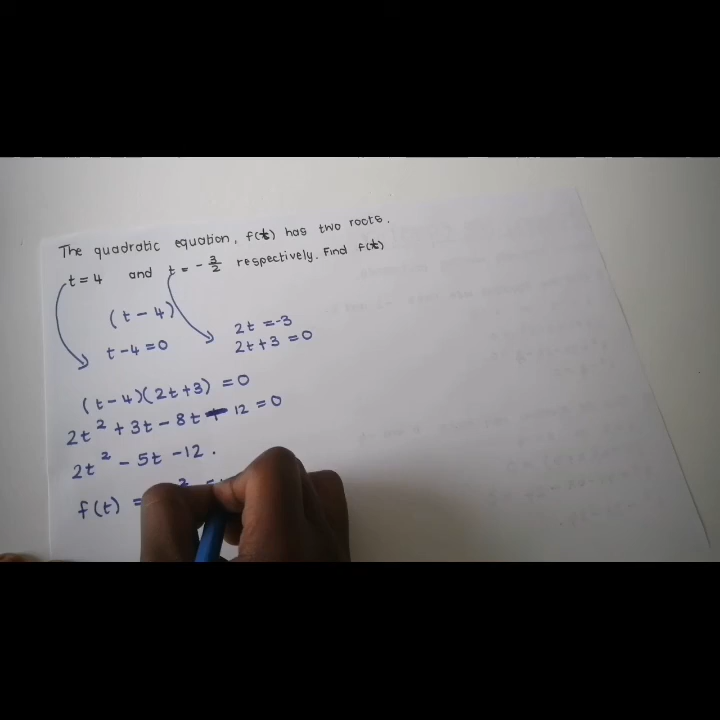 The quadratic equation, f(t) has two roots.
t = 4 and t = - 3/2 respectively. Find f(t)
(t - 4)
t - 4 = 0
2t = -3
2t + 3 = 0
(t - 4)(2t + 3) = 0
2t² + 3t - 8t - 12 = 0
2t² - 5t - 12.
f(t) =